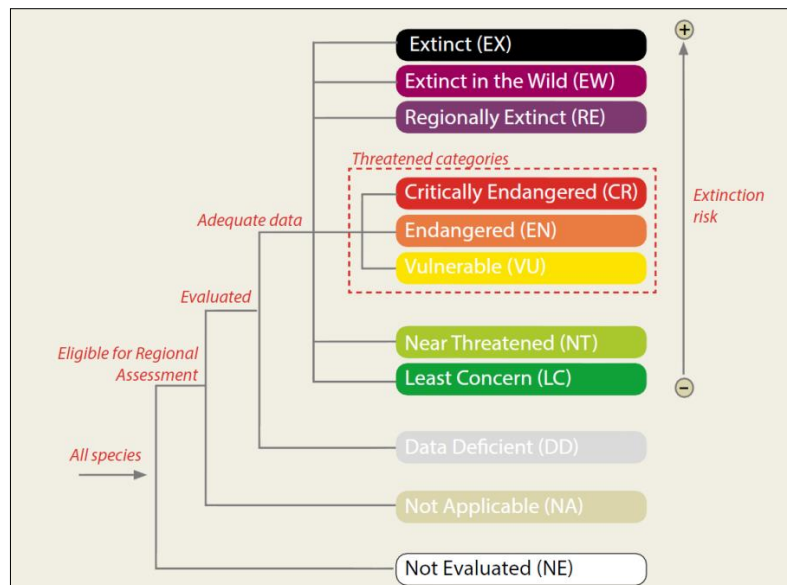 Extinct (EX)
+
Extinct in the Wild (EW)
Regionally Extinct (RE)
Threatened categories
Critically Endangered (CR)
Extinction
risk
Adequate data
Endangered (EN)
Vulnerable (VU)
Evaluated
Near Threatened (NT)
Eligible for Regional
Assessment
Least Concern (LC)
−
Data Deficient (DD)
All species
Not Applicable (NA)
Not Evaluated (NE)